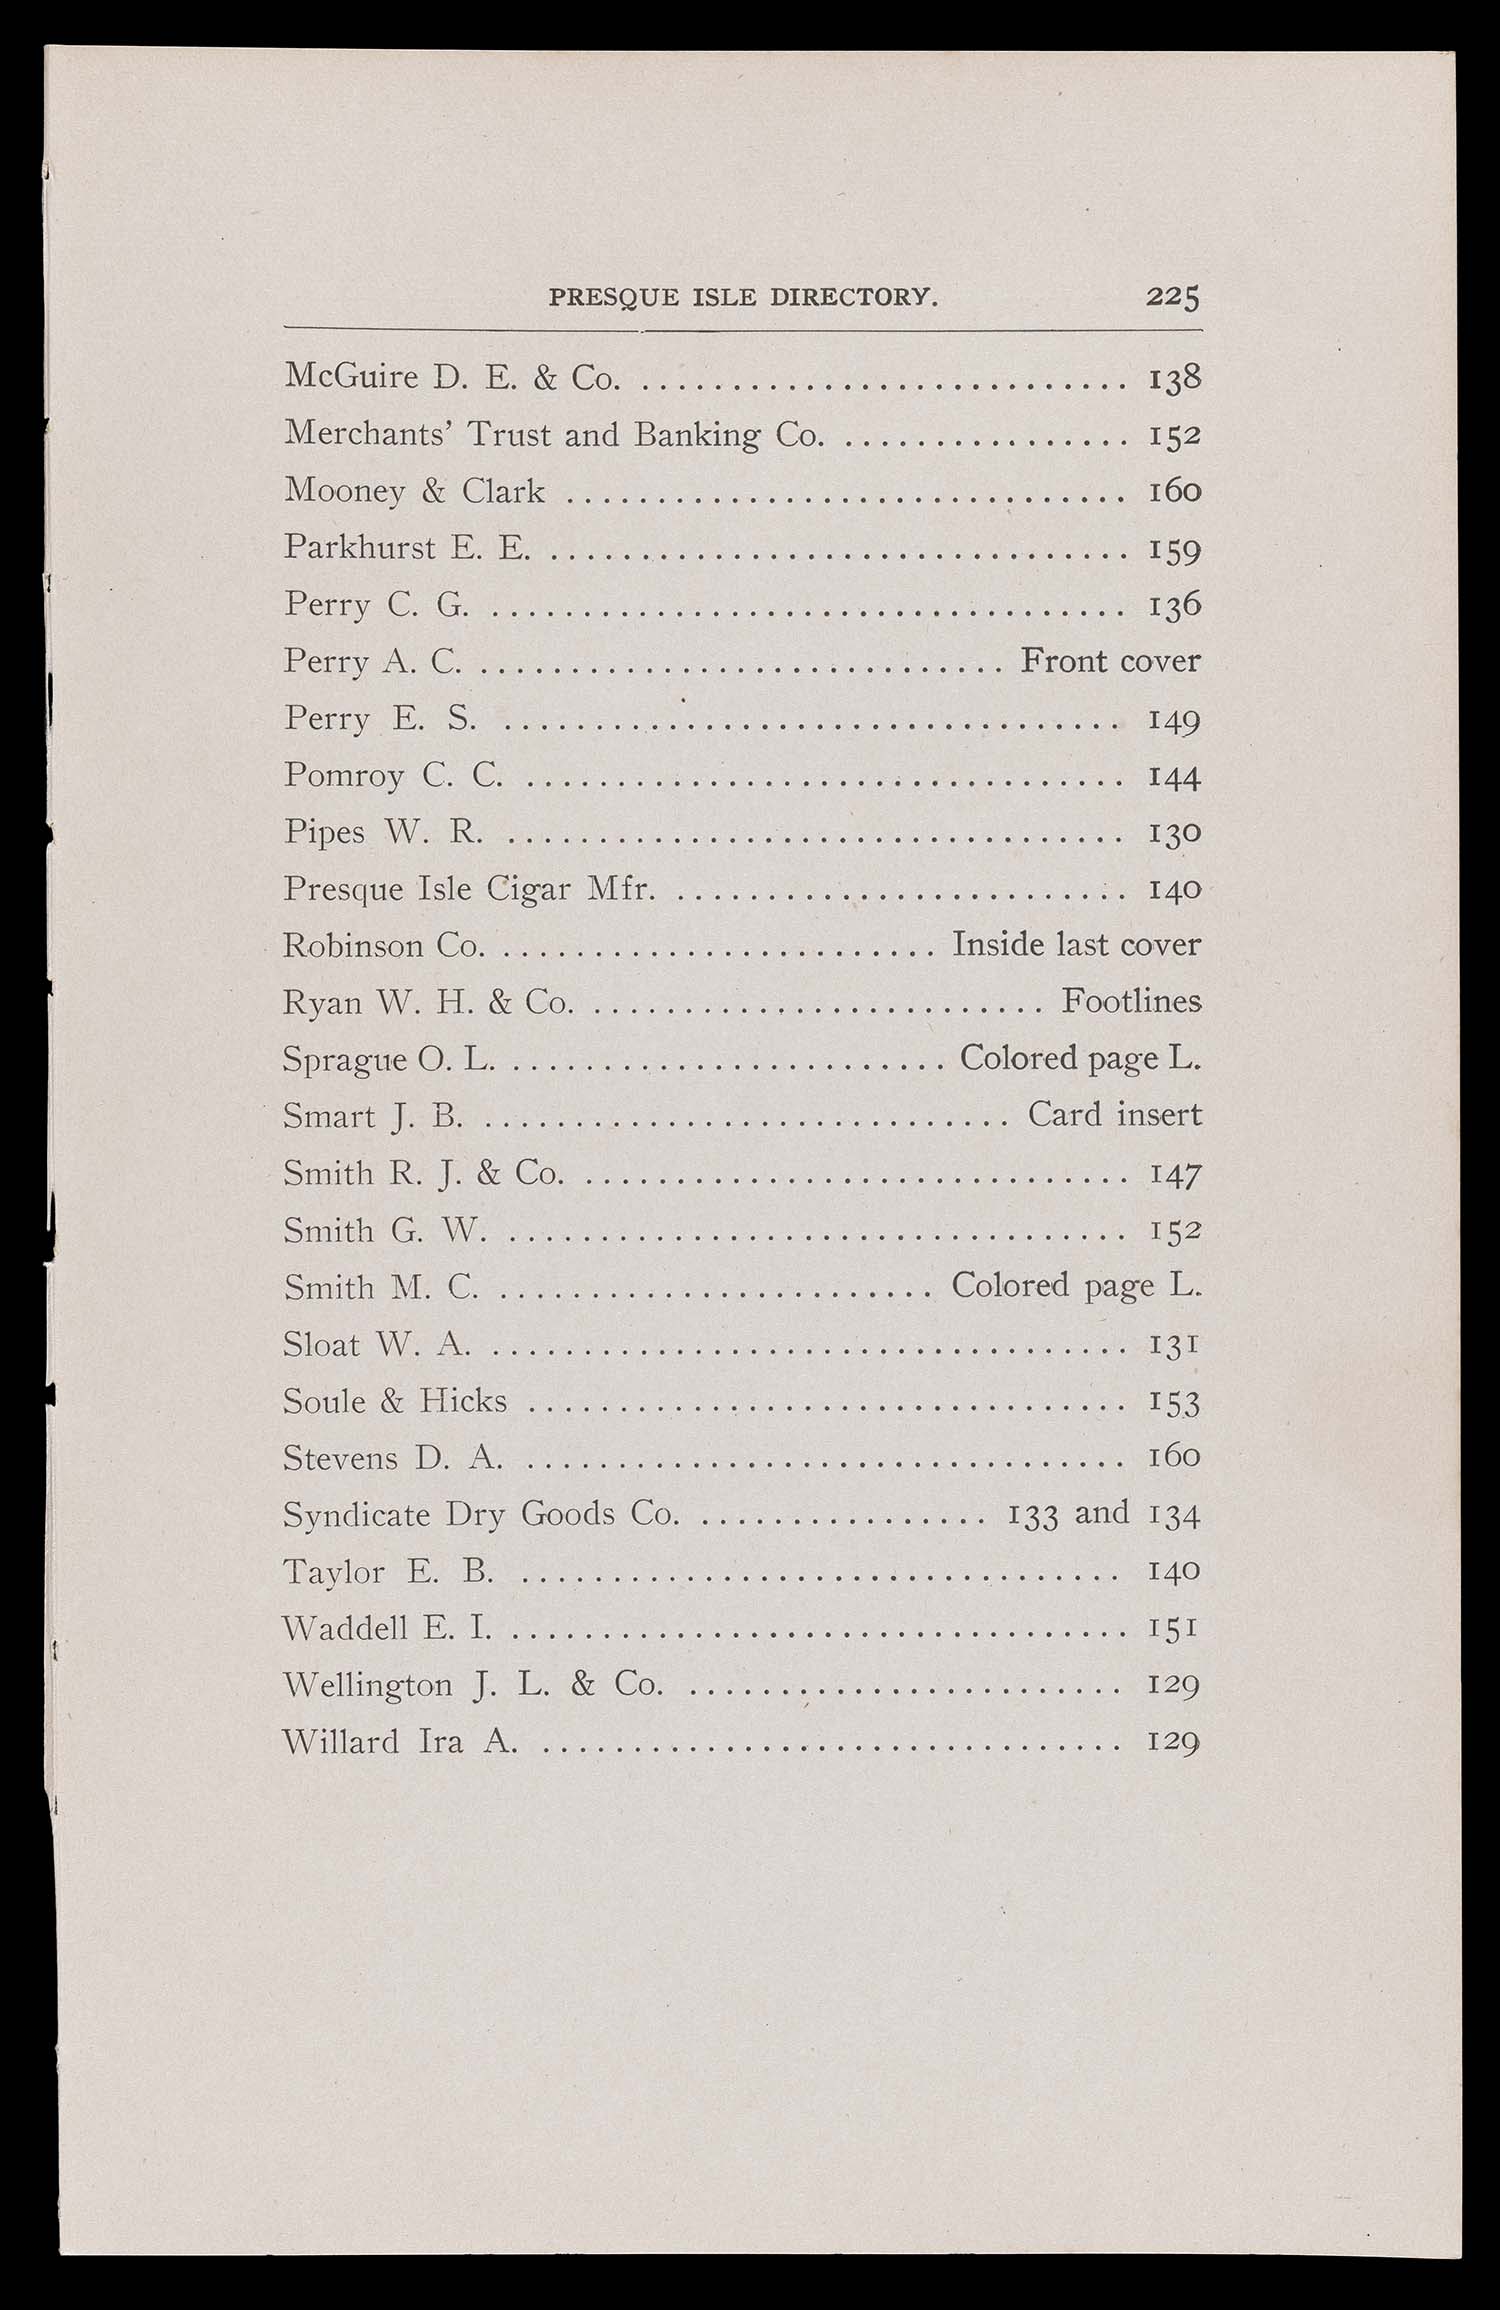 PRESQUE ISLE DIRECTORY. 225
McGuire D. E. & Co. ........................... 138
Merchants' Trust and Banking Co. ................ 152
Mooney & Clark ............................... 160
Parkhurst E. E. ................................ 159
Perry C. G. .................................... 136
Perry A. C. .............................. Front cover
Perry E. S. ................................... 149
Pomroy C. C. .................................. 144
Pipes W. R. ................................... 130
Presque Isle Cigar Mfr. ......................... 140
Robinson Co. ........................ Inside last cover
Ryan W. H. & Co. .......................... Footlines
Sprague O. L. ......................... Colored page L.
Smart J. B. .............................. Card insert
Smith R. J. & Co. ............................... 147
Smith G. W. ................................... 152
Smith M. C. ......................... Colored page L.
Sloat W. A. .................................... 131
Soule & Hicks .................................. 153
Stevens D. A. .................................. 160
Syndicate Dry Goods Co. ................ 133 and 134
Taylor E. B. .................................. 140
Waddell E. I. ................................... 151
Wellington J. L. & Co. ......................... 129
Willard Ira A. ................................. 129